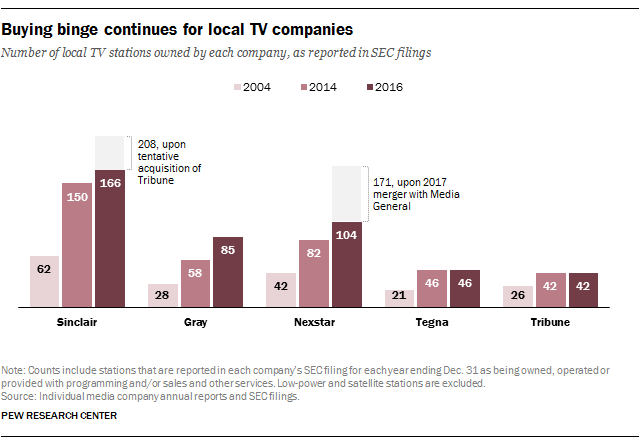 Buying binge continues for local TV companies
Number of local TV stations owned by each company, as reported in SEC filings
2004 2014 2016
208, upon
tentative
acquisition of
Tribune
62 150 166
28 58 85
171, upon 2017
merger with Media
General
42 82 104
21 46 46
26 42 42
Sinclair Gray Nexstar Tegna Tribune
Note: Counts include stations that are reported in each company's SEC filing for each year ending Dec. 31 as being owned, operated or
provided with programming and/or sales and other services. Low-power and satellite stations are excluded.
Source: Individual media company annual reports and SEC filings.
PEW RESEARCH CENTER